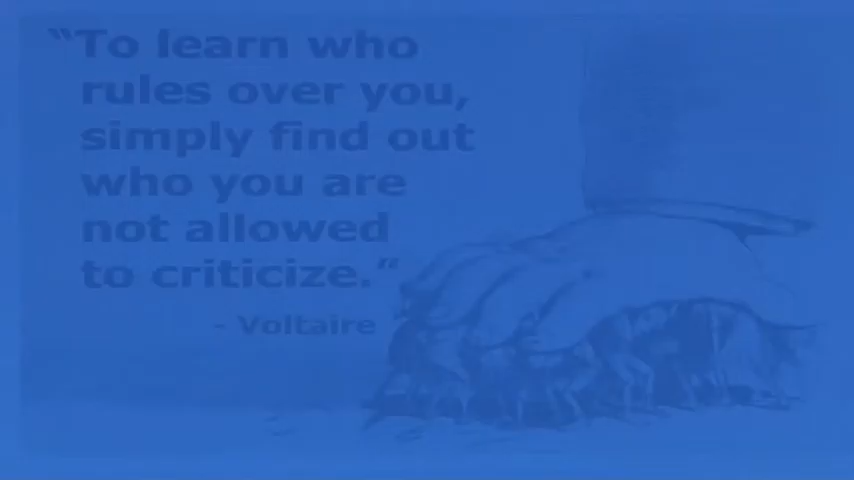 “To learn who
rules over you,
simply find out
who you are
not allowed
to criticize.“
- Voltaire